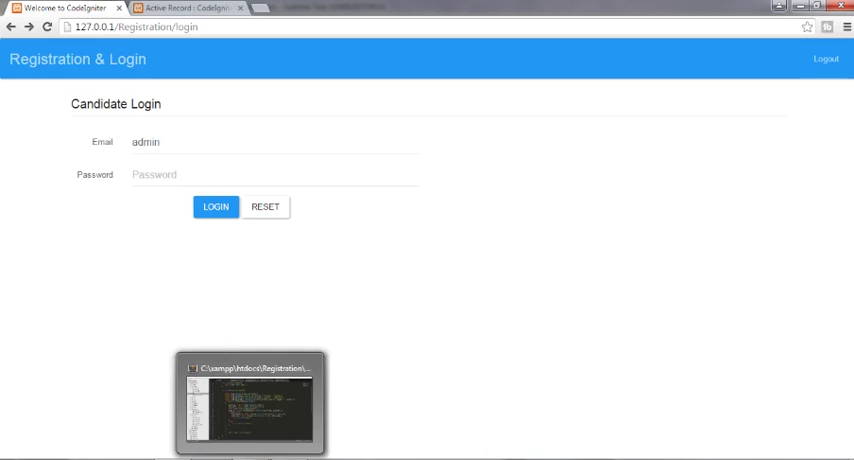 Welcome to CodeIgniter
Active Record : CodeIgnite
127.0.0.1/Registration/login
Registration & Login
Logout
Candidate Login
Email
admin
Password
Password
LOGIN
RESET
C:\xampp\htdocs\Registration\...